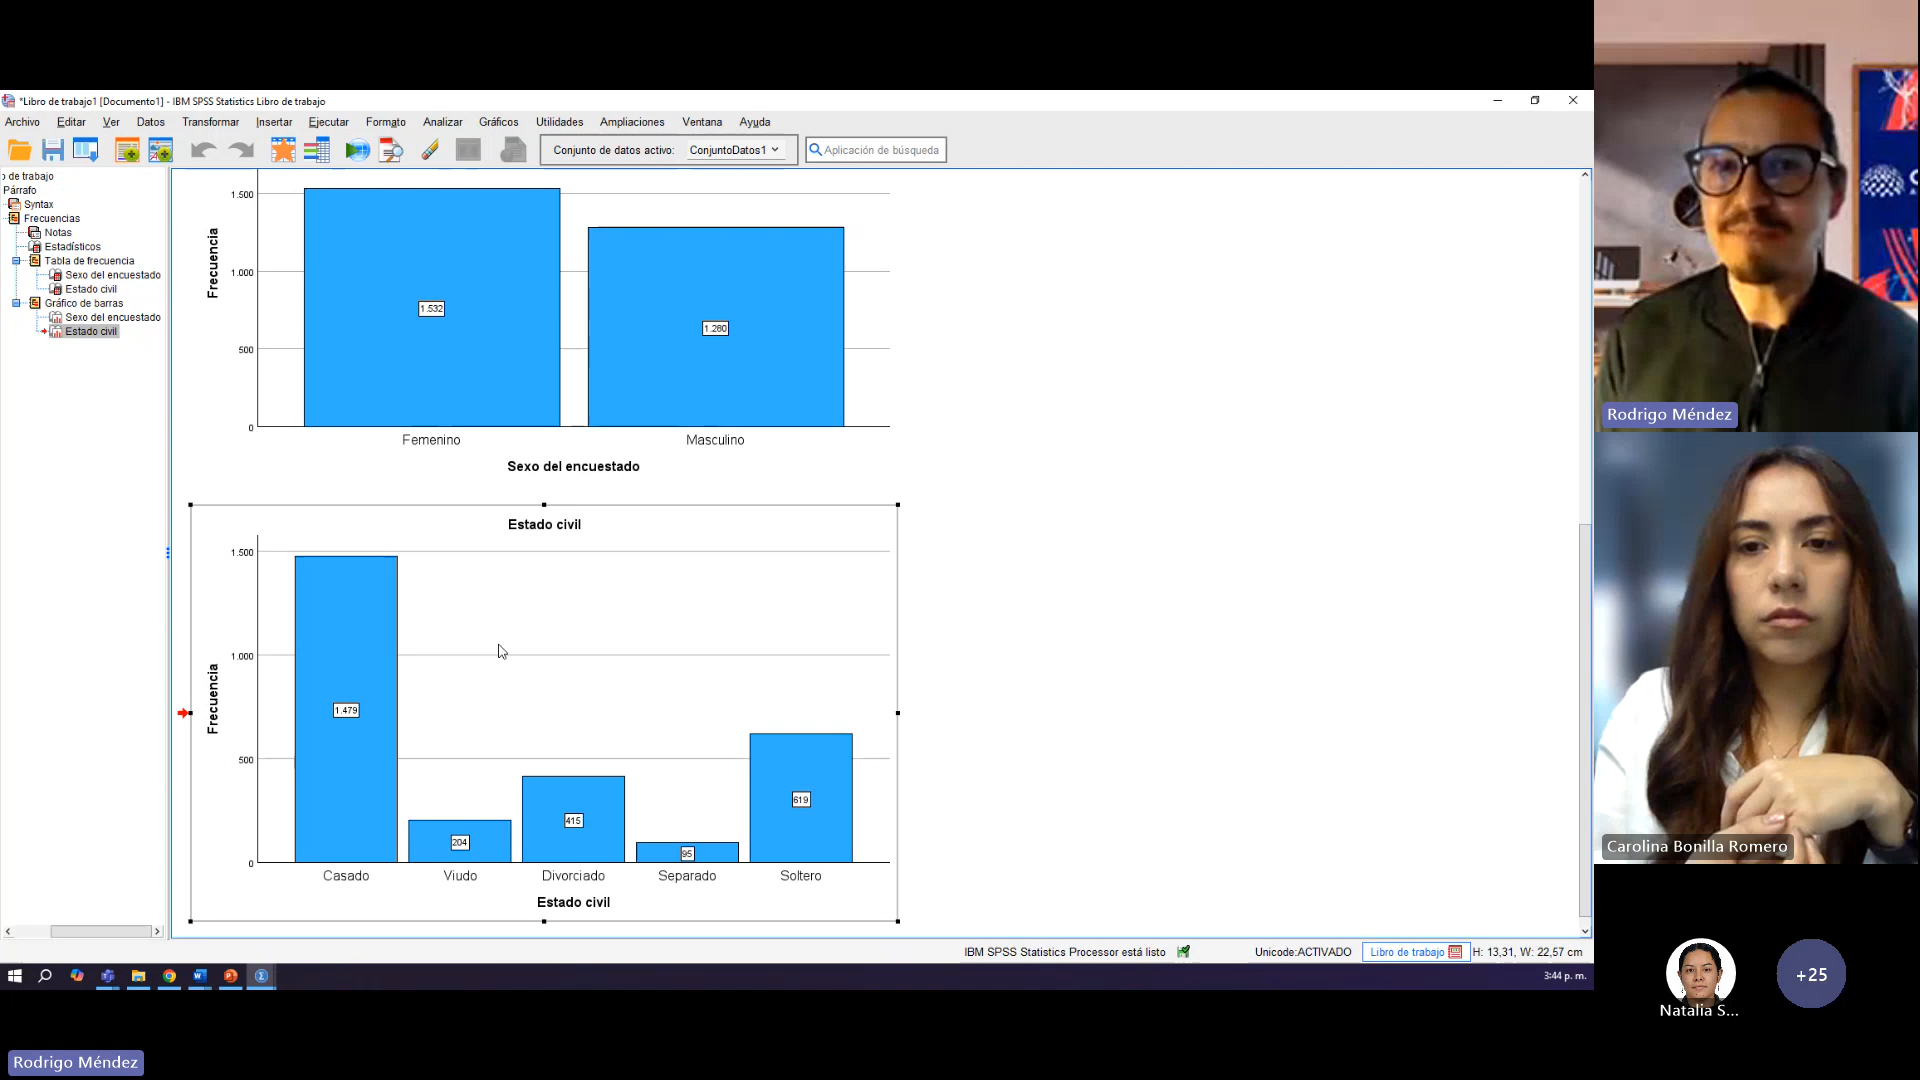 *Libro de trabajo1 [Documento1] - IBM SPSS Statistics Libro de trabajo
Archivo Editar Ver Datos Transformar Insertar Ejecutar Formato Analizar Gráficos Utilidades Ampliaciones Ventana Ayuda
Conjunto de datos activo: ConjuntoDatos1 Aplicación de búsqueda
de trabajo
Párrafo
Syntax
Frecuencias
Notas
Estadísticos
Tabla de frecuencia
Sexo del encuestado
Estado civil
Gráfico de barras
Sexo del encuestado
Estado civil
Frecuencia
1.500
1.000
500
0
1.532
1.280
Femenino Masculino
Sexo del encuestado
Estado civil
Frecuencia
1.500
1.000
500
0
1.479
204
415
95
619
Casado Viudo Divorciado Separado Soltero
Estado civil
IBM SPSS Statistics Processor está listo Unicode:ACTIVADO Libro de trabajo H: 13,31, W: 22,57 cm
3:44 p. m.
Rodrigo Méndez
Carolina Bonilla Romero
Natalia S...
+25
Rodrigo Méndez